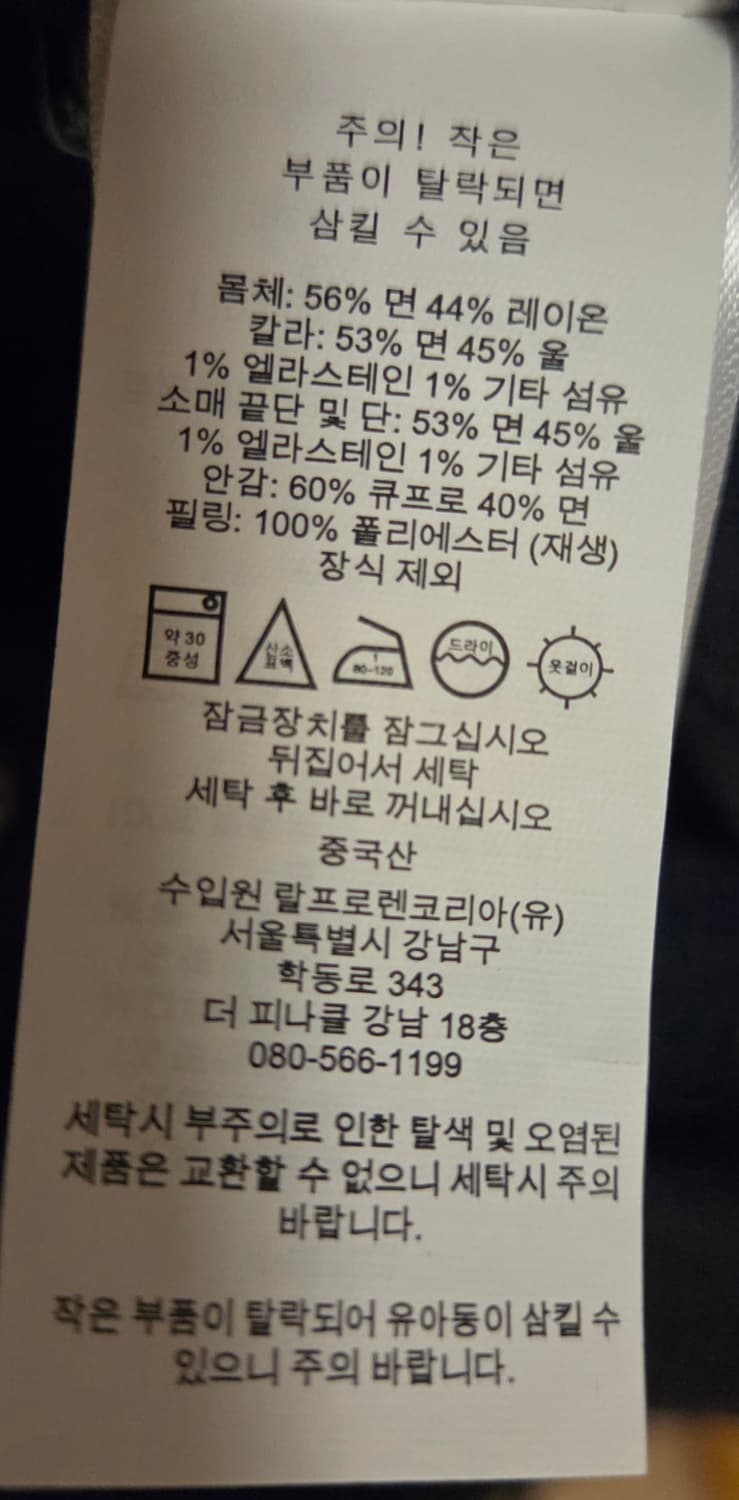 주의! 작은
부품이 탈락되면
삼킬 수 있음
몸체: 56% 면 44% 레이온
칼라: 53% 면 45% 울
1% 엘라스테인 1% 기타 섬유
소매 끝단 및 단: 53% 면 45% 울
1% 엘라스테인 1% 기타 섬유
안감: 60% 큐프로 40% 면
필링: 100% 폴리에스터 (재생)
장식 제외
약 30
중성
산소
표백
1
80~120
드라이
옷걸이
잠금장치를 잠그십시오
뒤집어서 세탁
세탁 후 바로 꺼내십시오
중국산
수입원 랄프로렌코리아(유)
서울특별시 강남구
학동로 343
더 피나클 강남 18층
080-566-1199
세탁시 부주의로 인한 탈색 및 오염된
제품은 교환할 수 없으니 세탁시 주의
바랍니다.
작은 부품이 탈락되어 유아동이 삼킬 수
있으니 주의 바랍니다.